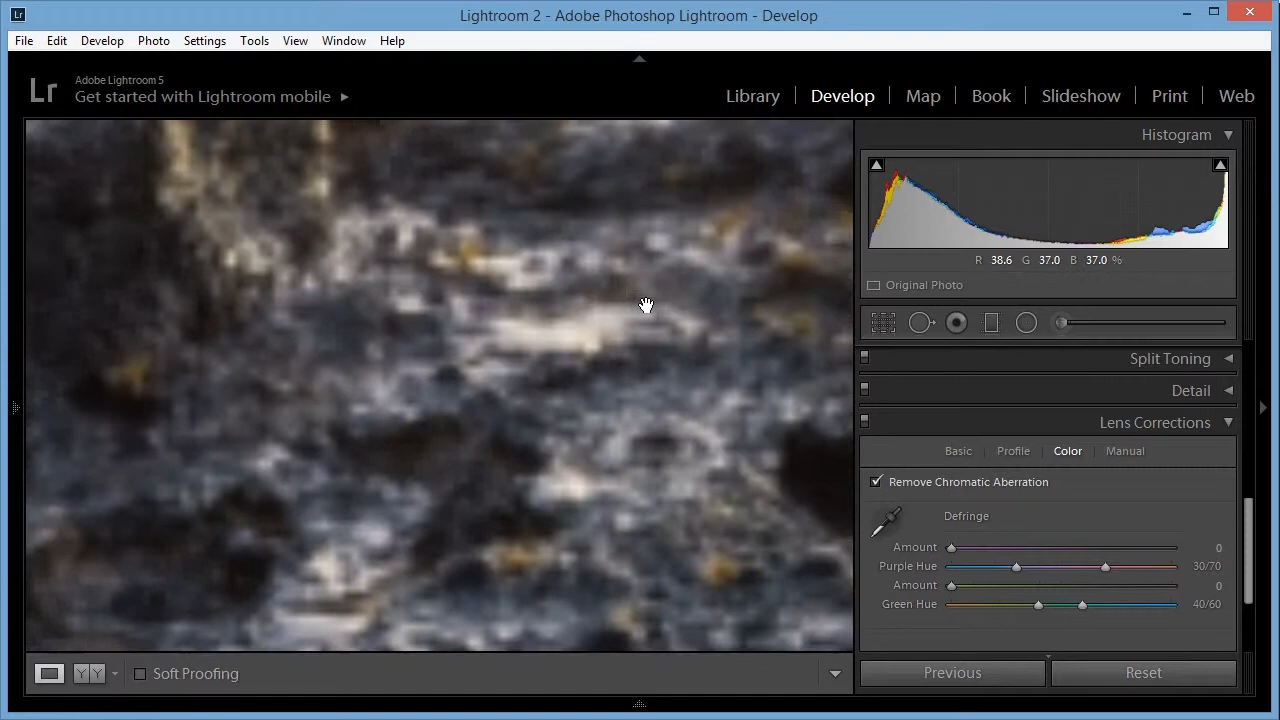 Lr
Lightroom 2 - Adobe Photoshop Lightroom - Develop
File Edit Develop Photo Settings Tools View Window Help
Lr
Adobe Lightroom 5
Get started with Lightroom mobile
Library Develop Map Book Slideshow Print Web
Histogram
R 38.6 G 37.0 B 37.0 %
Original Photo
Split Toning
Detail
Lens Corrections
Basic Profile Color Manual
Remove Chromatic Aberration
Defringe
Amount 0
Purple Hue 30/70
Amount 0
Green Hue 40/60
Y Y Soft Proofing
Previous Reset